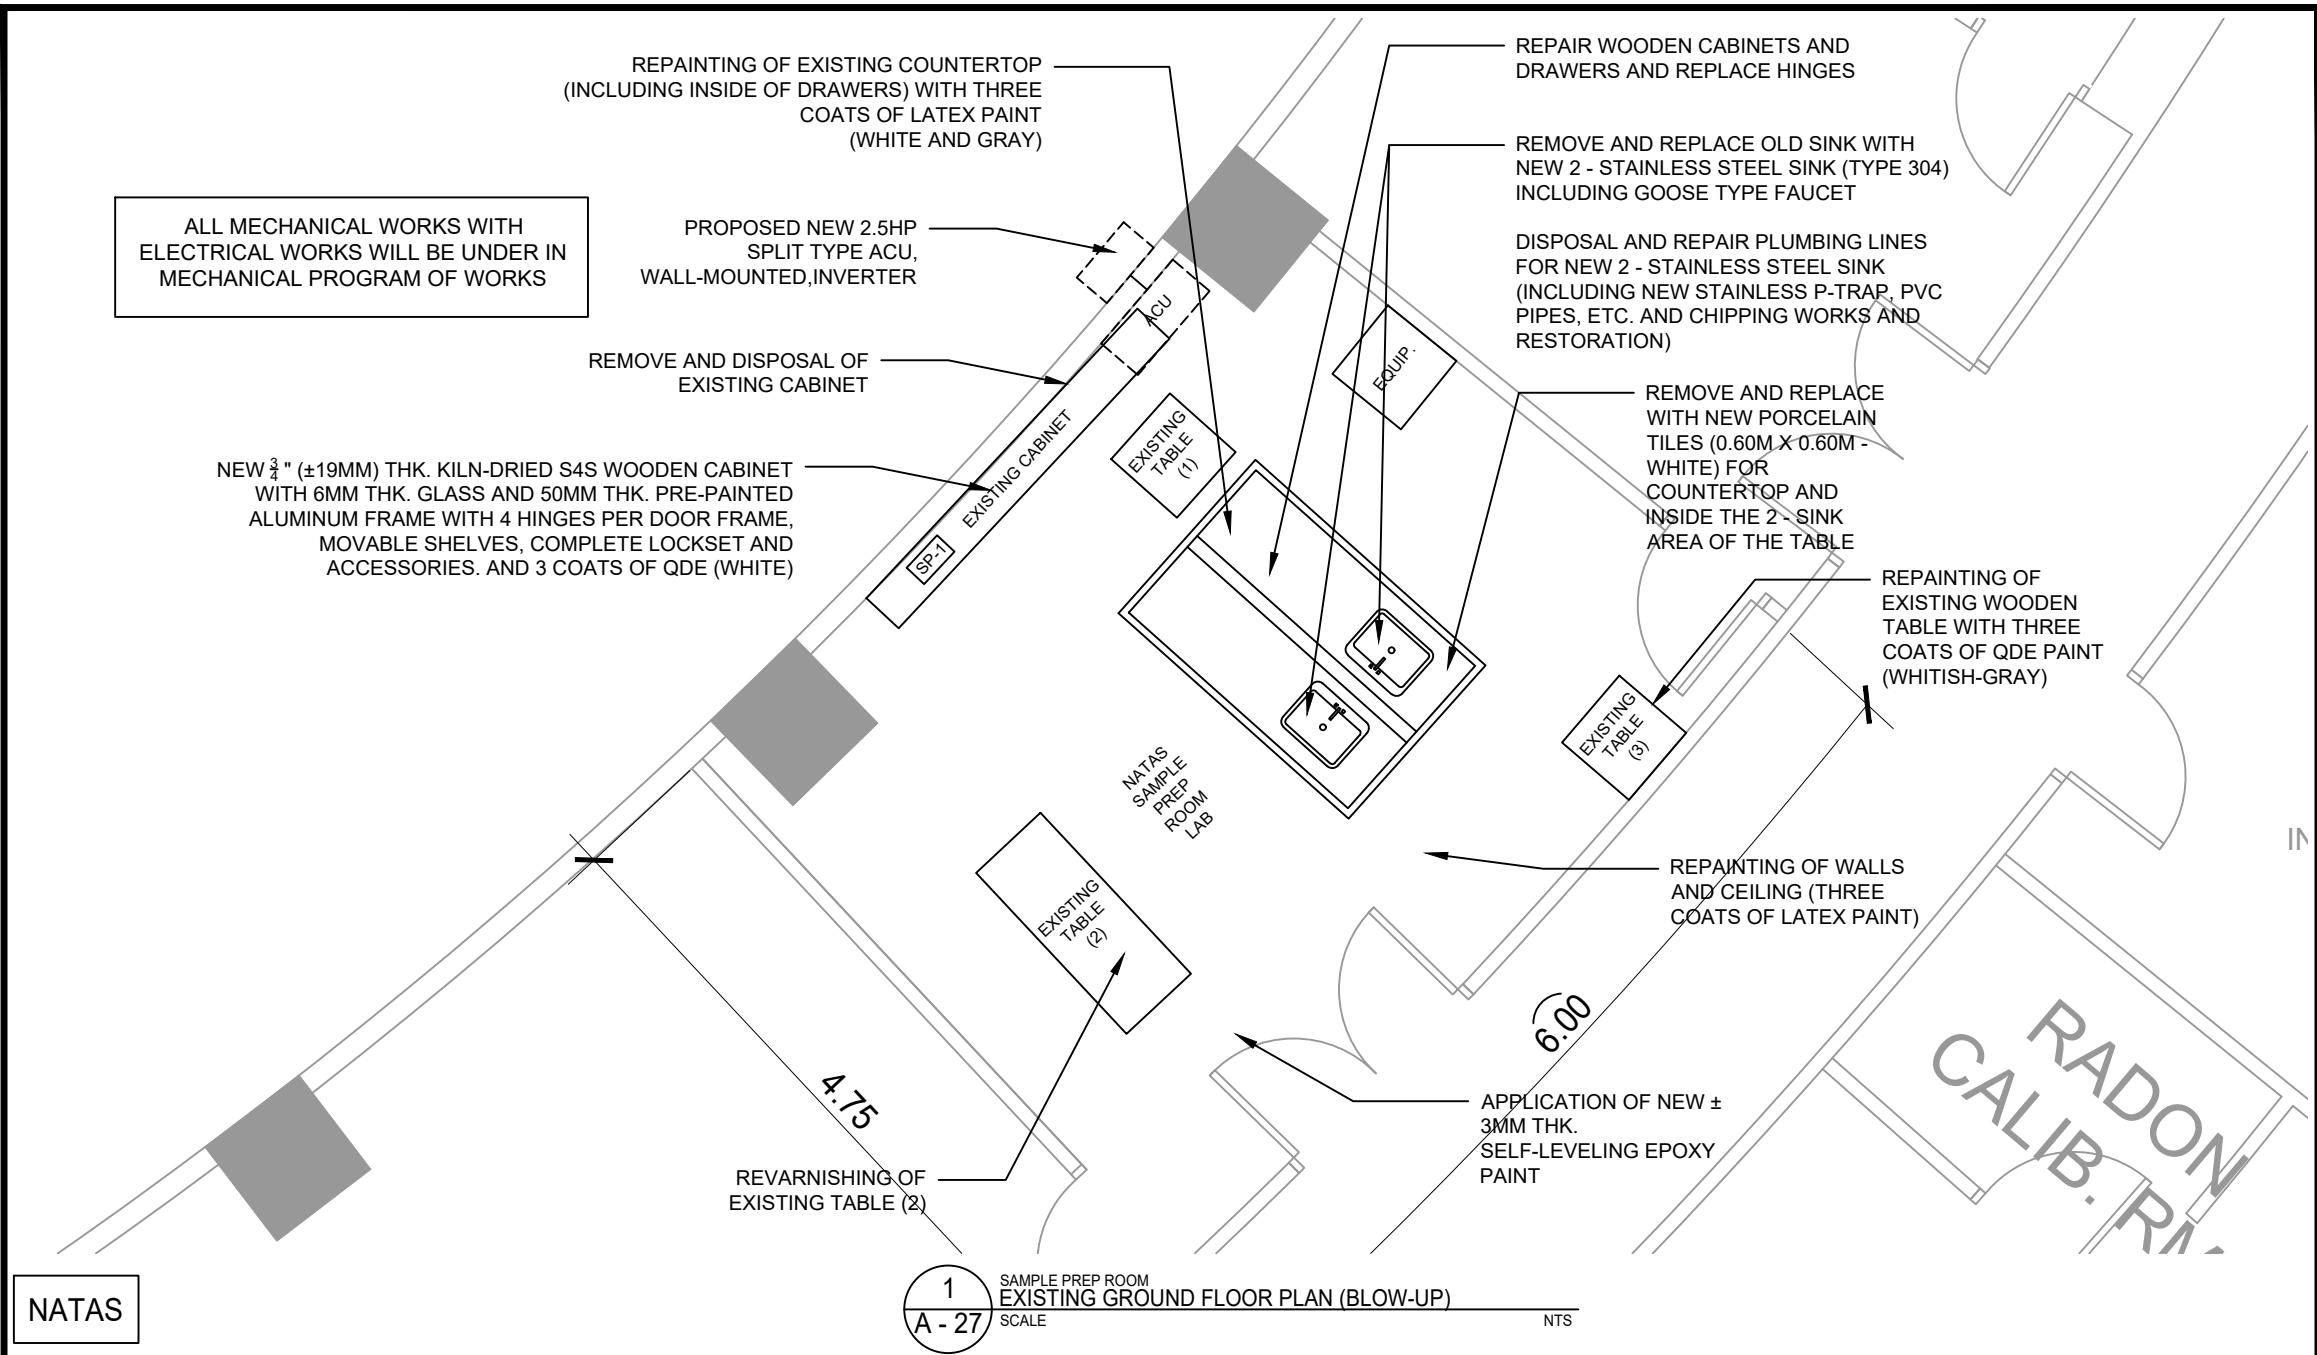 REPAINTING OF EXISTING COUNTERTOP
(INCLUDING INSIDE OF DRAWERS) WITH THREE
COATS OF LATEX PAINT
(WHITE AND GRAY)
REPAIR WOODEN CABINETS AND
DRAWERS AND REPLACE HINGES
REMOVE AND REPLACE OLD SINK WITH
NEW 2 - STAINLESS STEEL SINK (TYPE 304)
INCLUDING GOOSE TYPE FAUCET
DISPOSAL AND REPAIR PLUMBING LINES
FOR NEW 2 - STAINLESS STEEL SINK
(INCLUDING NEW STAINLESS P-TRAP, PVC
PIPES, ETC. AND CHIPPING WORKS AND
RESTORATION)
ALL MECHANICAL WORKS WITH
ELECTRICAL WORKS WILL BE UNDER IN
MECHANICAL PROGRAM OF WORKS
PROPOSED NEW 2.5HP
SPLIT TYPE ACU,
WALL-MOUNTED,INVERTER
ACU
REMOVE AND DISPOSAL OF
EXISTING CABINET
EQUIP.
REMOVE AND REPLACE
WITH NEW PORCELAIN
TILES (0.60M X 0.60M -
WHITE) FOR
COUNTERTOP AND
INSIDE THE 2 - SINK
AREA OF THE TABLE
EXISTING
TABLE
(1)
EXISTING CABINET
SP-1
NEW 3/4 " (±19MM) THK. KILN-DRIED S4S WOODEN CABINET
WITH 6MM THK. GLASS AND 50MM THK. PRE-PAINTED
ALUMINUM FRAME WITH 4 HINGES PER DOOR FRAME,
MOVABLE SHELVES, COMPLETE LOCKSET AND
ACCESSORIES. AND 3 COATS OF QDE (WHITE)
REPAINTING OF
EXISTING WOODEN
TABLE WITH THREE
COATS OF QDE PAINT
(WHITISH-GRAY)
EXISTING
TABLE
(3)
NATAS
SAMPLE
PREP
ROOM
LAB
EXISTING
TABLE
(2)
REPAINTING OF WALLS
AND CEILING (THREE
COATS OF LATEX PAINT)
IN
6.00
4.75
RADON
CALIB. RM
APPLICATION OF NEW ±
3MM THK.
SELF-LEVELING EPOXY
PAINT
REVARNISHING OF
EXISTING TABLE (2)
NATAS
1
A - 27
SAMPLE PREP ROOM
EXISTING GROUND FLOOR PLAN (BLOW-UP)
SCALE
NTS